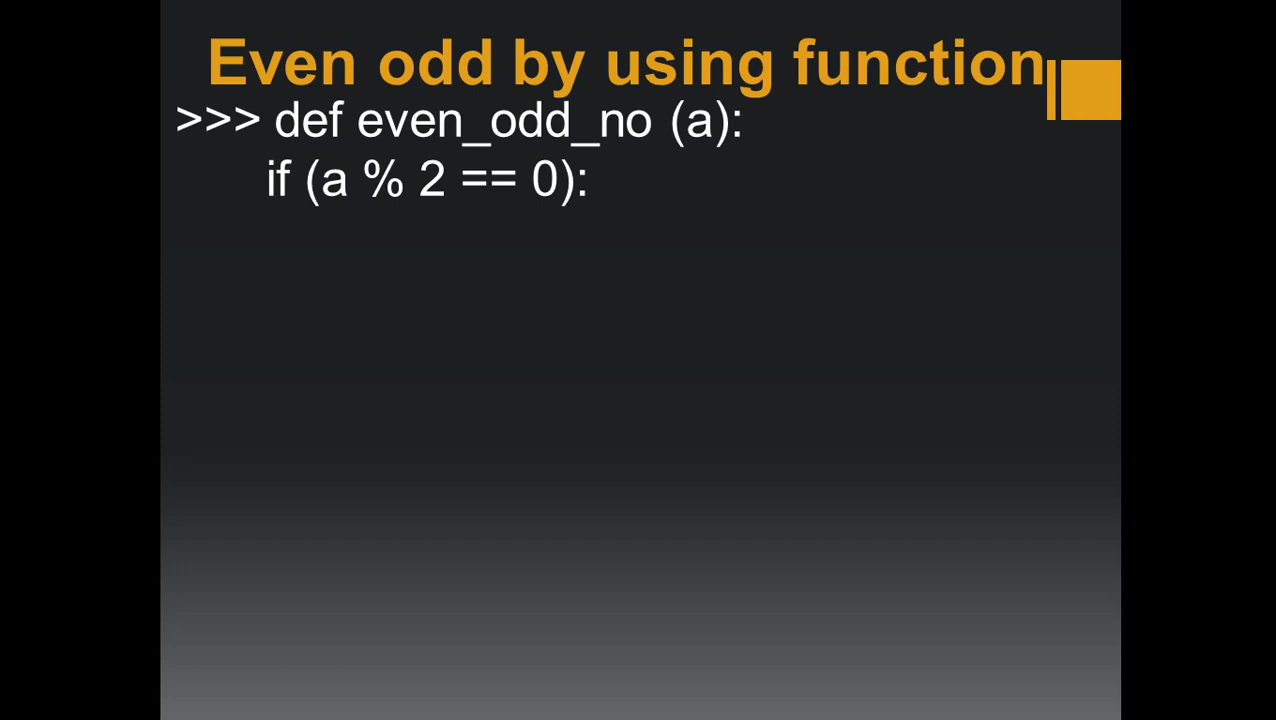 Even odd by using function
>>> def even_odd_no (a):
if (a % 2 == 0):